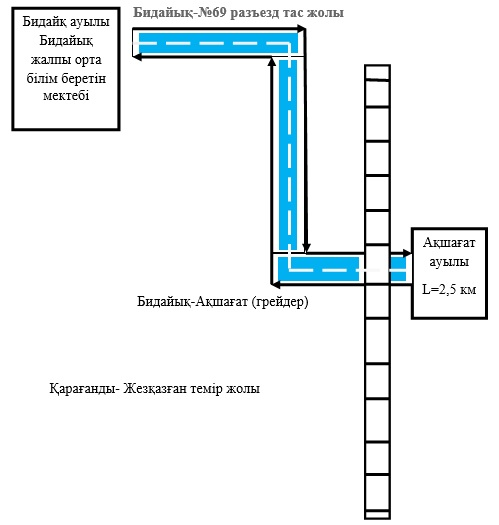 Бидайық-№69 разъезд тас жолы
Бидайқ ауылы
Бидайық
жалпы орта
білім беретін
мектебі
Ақшағат
ауылы
L=2,5 км
Бидайық-Ақшағат (грейдер)
Қарағанды- Жезқазған темір жолы